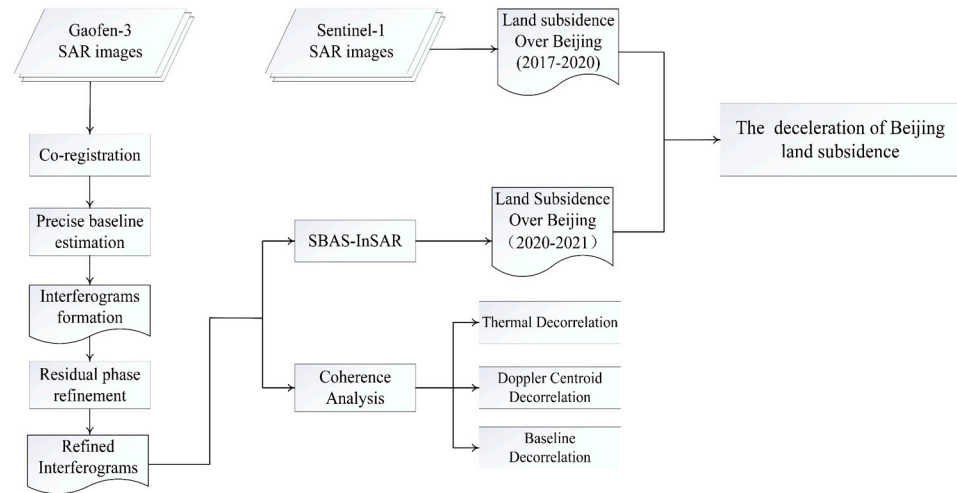 Gaofen-3
SAR images
Co-registration
Precise baseline
estimation
Interferograms
formation
Residual phase
refinement
Refined
Interferograms
Sentinel-1
SAR images
Land subsidence
Over Beijing
(2017-2020)
SBAS-InSAR
Land Subsidence
Over Beijing
（2020-2021）
Coherence
Analysis
Thermal Decorrelation
Doppler Centroid
Decorrelation
Baseline
Decorrelation
The deceleration of Beijing
land subsidence